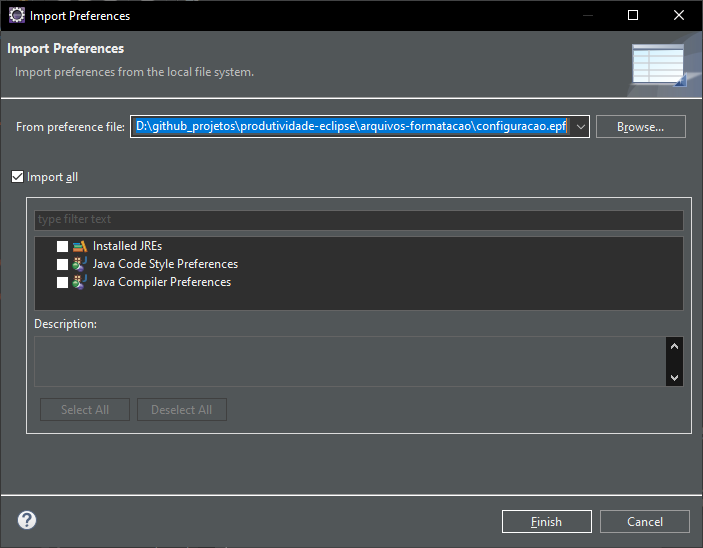 Import Preferences
Import Preferences
Import preferences from the local file system.
From preference file: D:\github_projetos\produtividade-eclipse\arquivos-formatacao\configuracao.epf Browse...
Import all
type filter text
Installed JREs
Java Code Style Preferences
Java Compiler Preferences
Description:
Select All Deselect All
? Finish Cancel